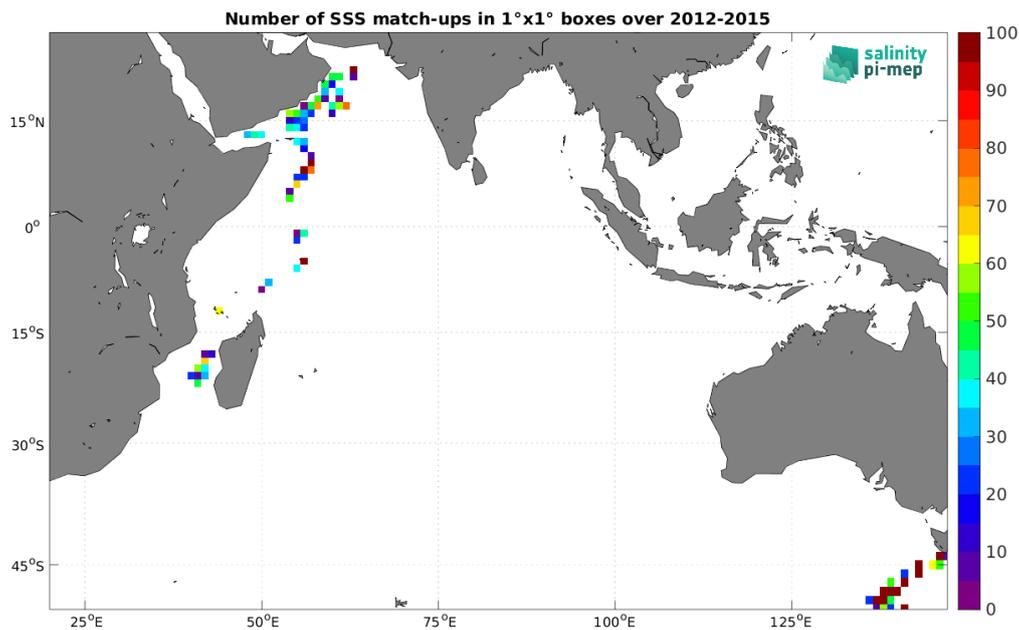 Number of SSS match-ups in 1°x1° boxes over 2012-2015
salinity
pi-mep
100
90
80
70
60
50
40
30
20
10
0
15°N
0°
15°S
30°S
45°S
25°E
50°E
75°E
100°E
125°E